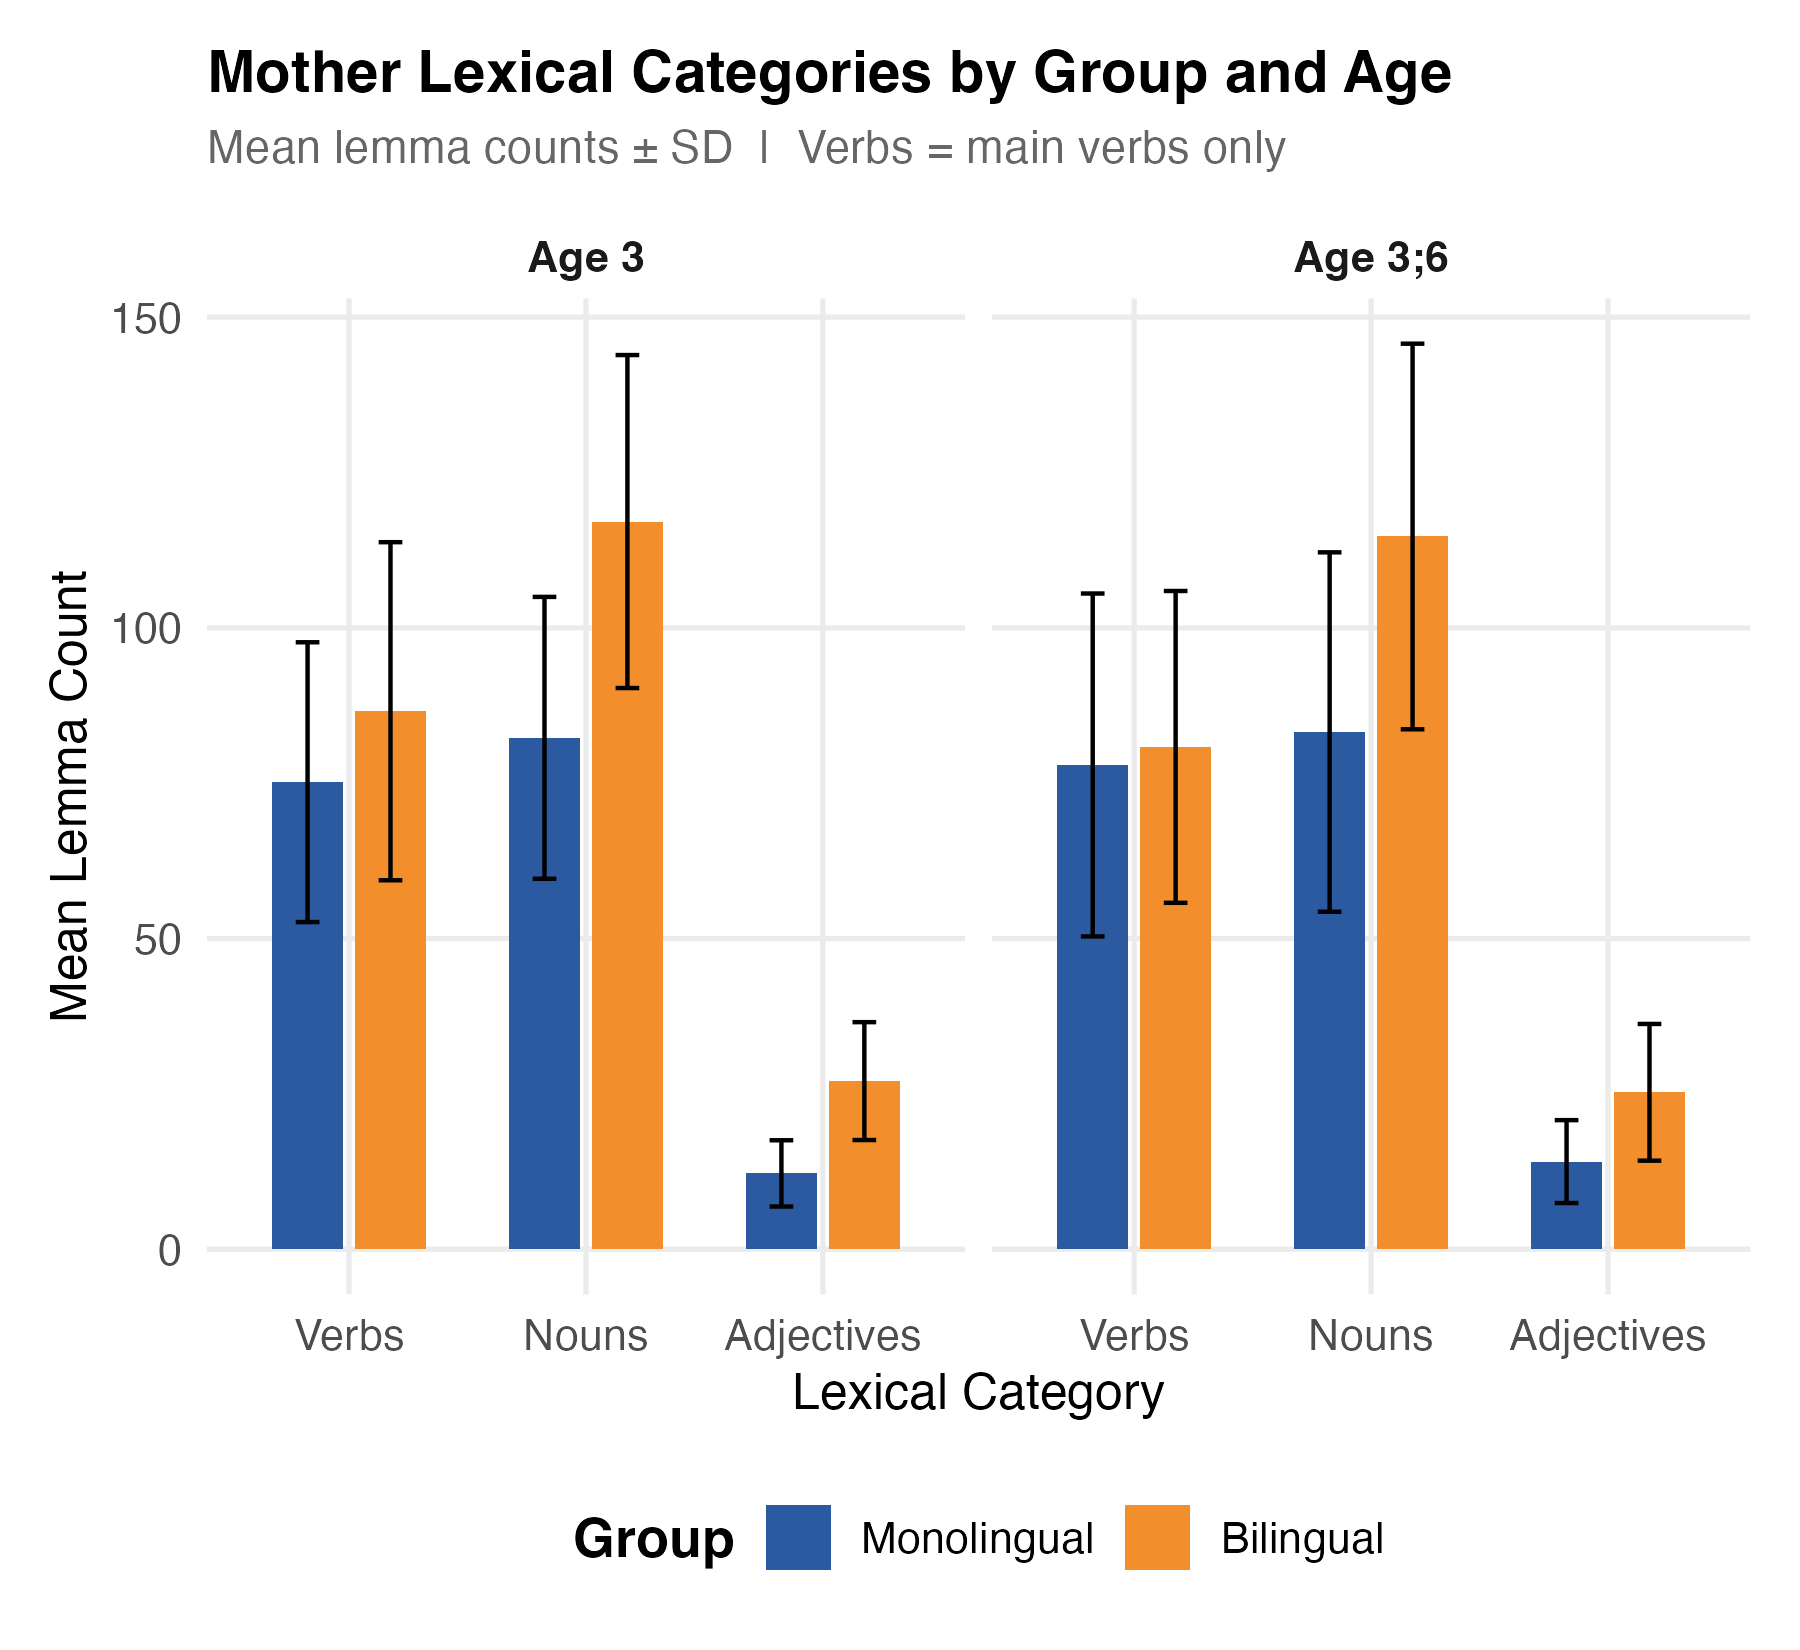 Mother Lexical Categories by Group and Age
Mean lemma counts ± SD | Verbs = main verbs only
Age 3
Age 3;6
Mean Lemma Count
150
100
50
0
Verbs Nouns Adjectives
Verbs Nouns Adjectives
Lexical Category
Group Monolingual Bilingual